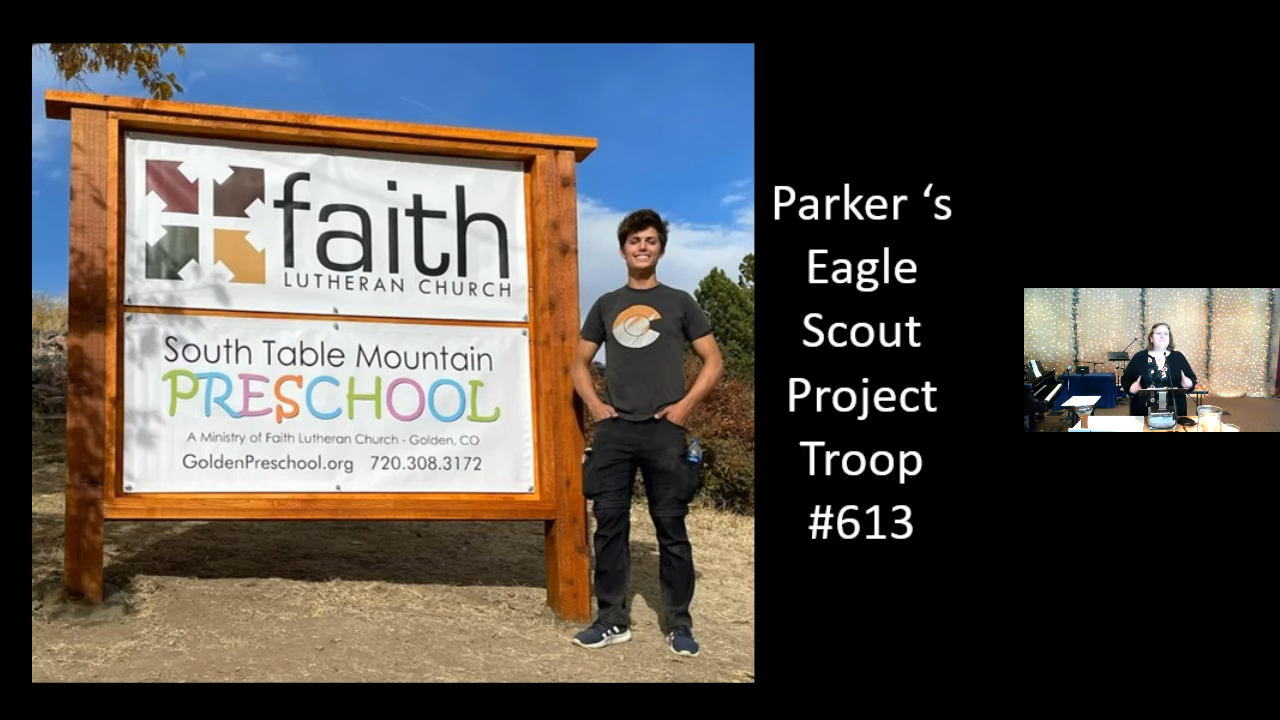 faith
LUTHERAN CHURCH
South Table Mountain
PRESCHOOL
A Ministry of Faith Lutheran Church - Golden, CO
GoldenPreschool.org 720.308.3172
Parker ‘s
Eagle
Scout
Project
Troop
#613